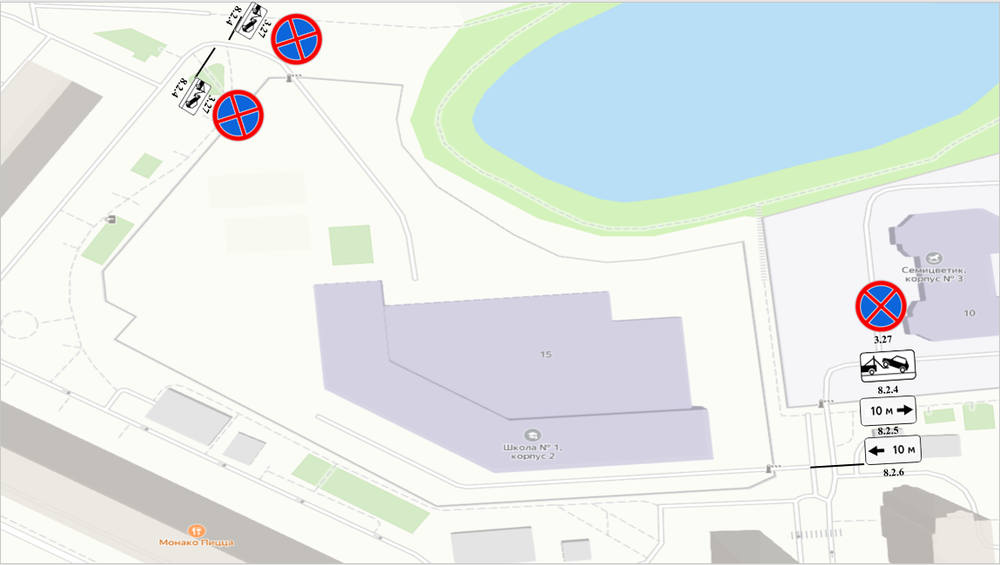 8.2.4
3.27
8.2.4
3.27
Семицветик,
корпус № 3
10
3.27
15
8.2.4
10 м
8.2.5
10 м
8.2.6
Школа № 1,
корпус 2
Монако Пицца